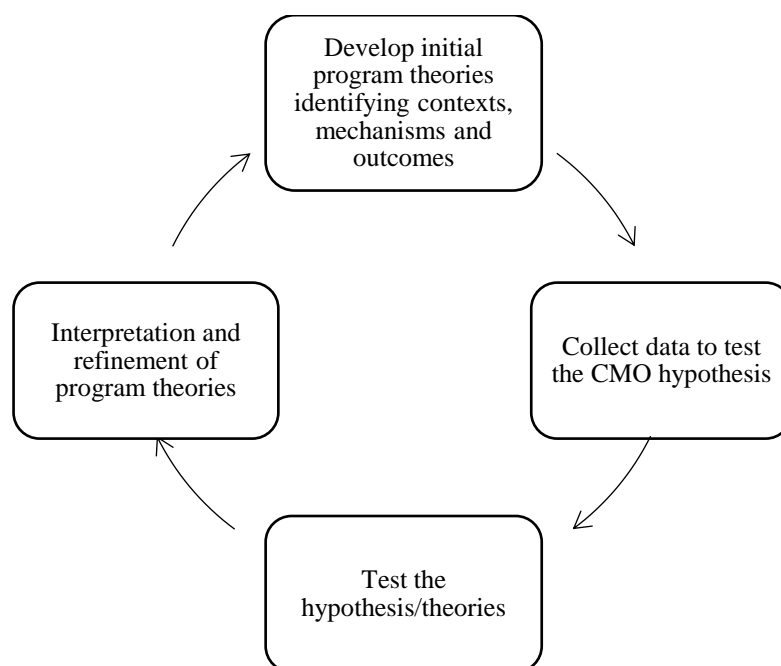 Develop initial
program theories
identifying contexts,
mechanisms and
outcomes
Collect data to test
the CMO hypothesis
Test the
hypothesis/theories
Interpretation and
refinement of
program theories